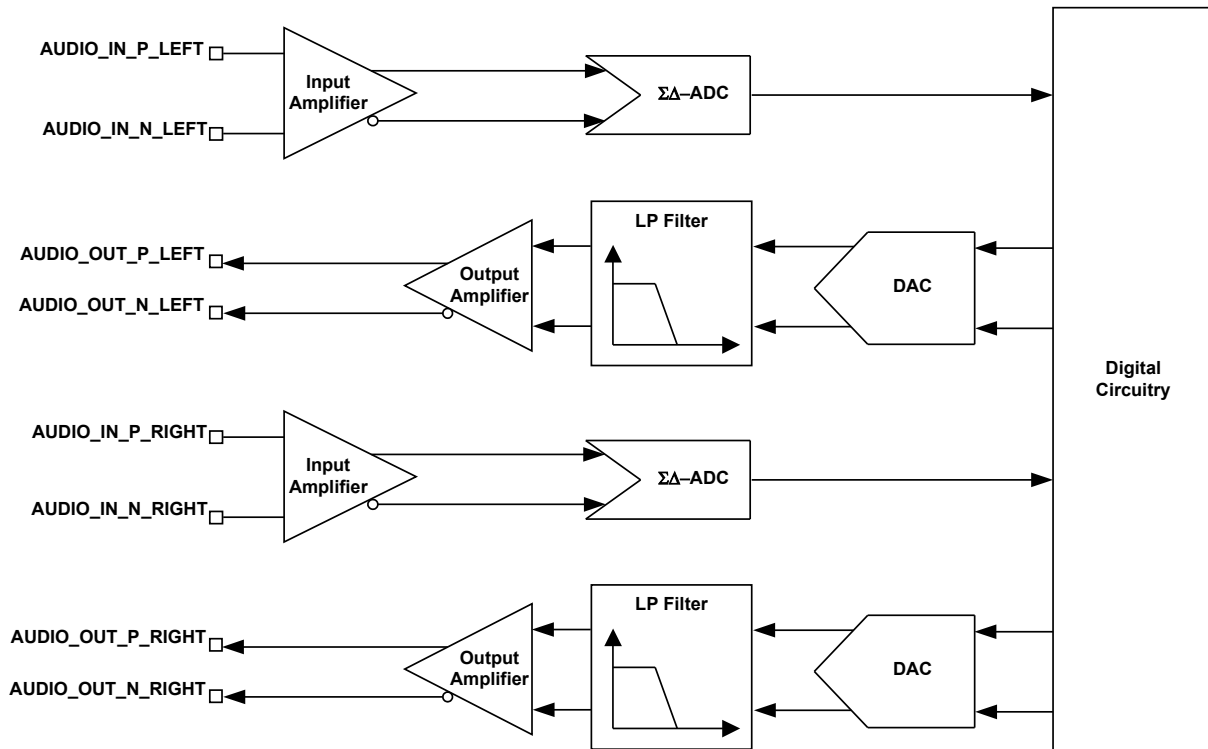 AUDIO_IN_P_LEFT
Input
Amplifier
ΣΔ–ADC
AUDIO_IN_N_LEFT
LP Filter
AUDIO_OUT_P_LEFT
Output
Amplifier
DAC
AUDIO_OUT_N_LEFT
Digital
Circuitry
AUDIO_IN_P_RIGHT
Input
Amplifier
ΣΔ–ADC
AUDIO_IN_N_RIGHT
LP Filter
AUDIO_OUT_P_RIGHT
Output
Amplifier
DAC
AUDIO_OUT_N_RIGHT